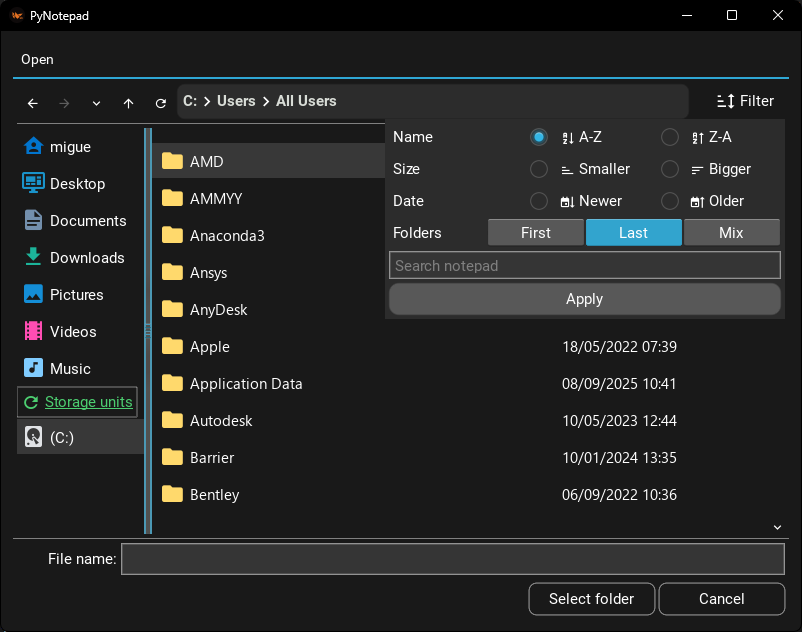 PyNotepad
Open
C: > Users > All Users
Filter
migue
Desktop
Documents
Downloads
Pictures
Videos
Music
Storage units
(C:)
AMD
AMMYY
Anaconda3
Ansys
AnyDesk
Apple 18/05/2022 07:39
Application Data 08/09/2025 10:41
Autodesk 10/05/2023 12:44
Barrier 10/01/2024 13:35
Bentley 06/09/2022 10:36
Name A-Z Z-A
Size Smaller Bigger
Date Newer Older
Folders First Last Mix
Search notepad
Apply
File name:
Select folder Cancel